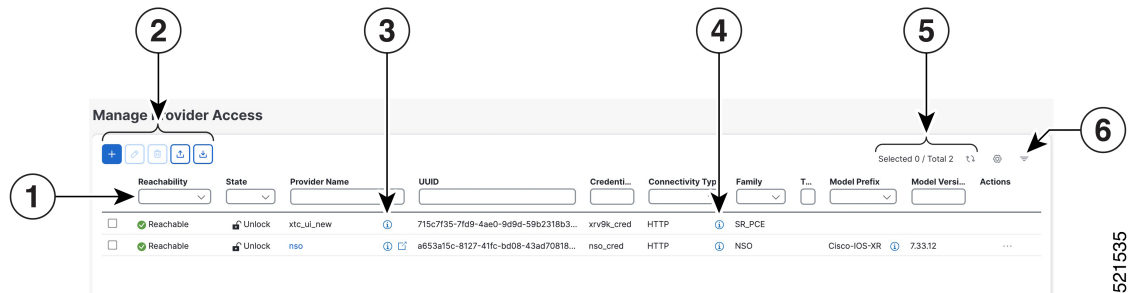 2 3 4 5
Manage Provider Access
6
Selected 0 / Total 2
Reachability State Provider Name UUID Credenti... Connectivity Typ Family T... Model Prefix Model Versi... Actions
1
Reachable Unlock xtc_ui_new 715c7f35-7fd9-4ae0-9d9d-59b2318b3... xrv9k_cred HTTP SR_PCE
Reachable Unlock nso a653a15c-8127-41fc-bd08-43ad70818... nso_cred HTTP NSO Cisco-IOS-XR 7.33.12 ...
521535